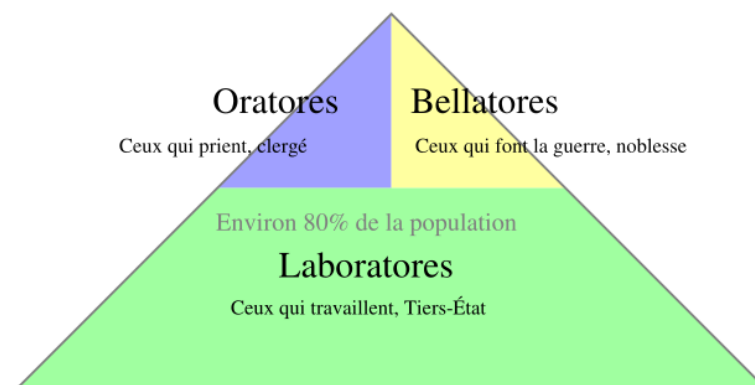 Oratores
Bellatores
Ceux qui prient, clergé
Ceux qui font la guerre, noblesse
Environ 80% de la population
Laboratores
Ceux qui travaillent, Tiers-État